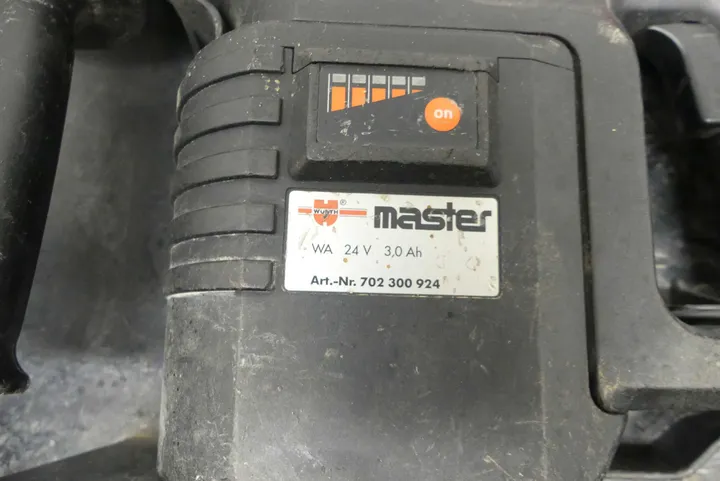 on
WÜRTH ® master
WA 24 V 3,0 Ah
Art.-Nr. 702 300 924